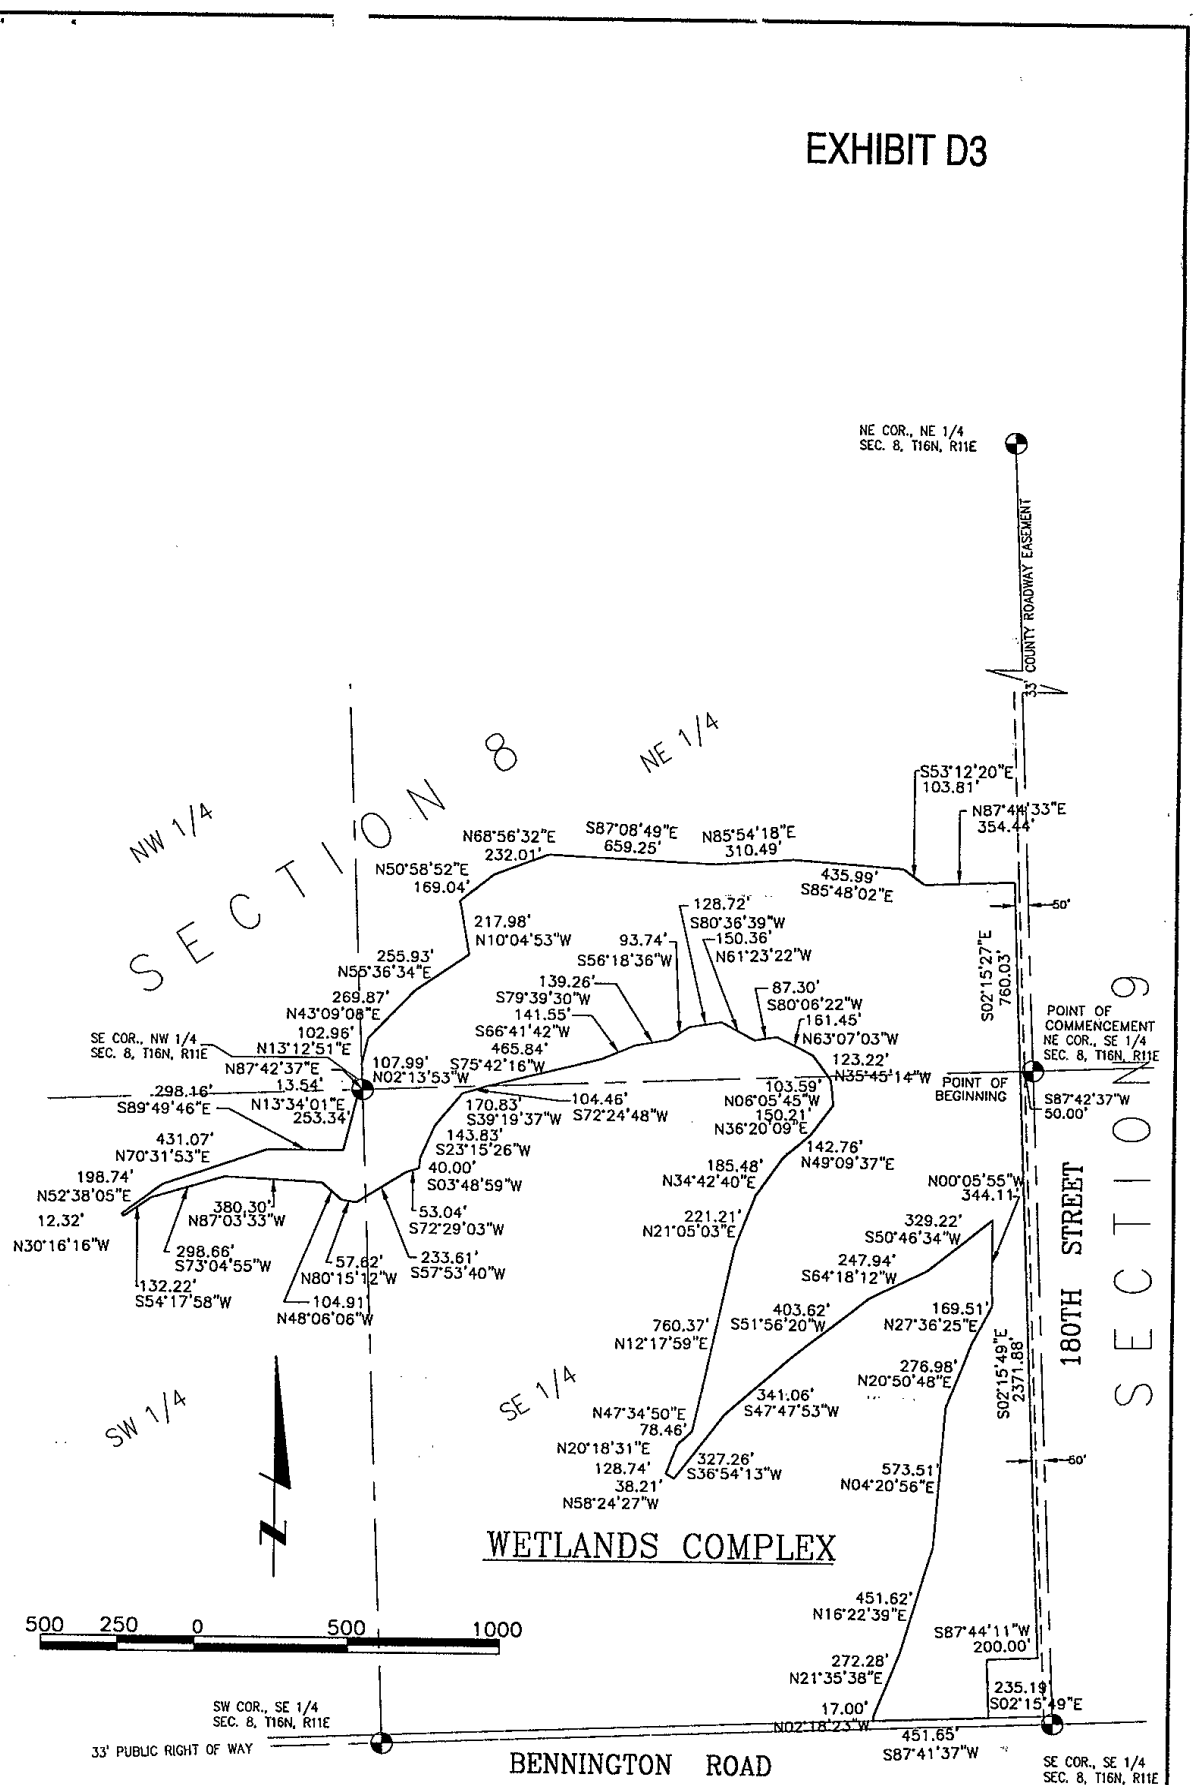 EXHIBIT D3
NE COR., NE 1/4
SEC. 8, T16N, R11E
33' COUNTY ROADWAY EASEMENT
NE 1/4
NW 1/4
SECTION 8
S53°12'20"E
103.81'
N87°44'33"E
354.44'
N68°56'32"E
232.01'
S87°08'49"E
659.25'
N85°54'18"E
310.49'
435.99'
S85°48'02"E
N50°58'52"E
169.04'
50'
217.98'
N10°04'53"W
128.72'
S80°36'39"W
93.74'
S56°18'36"W
150.36'
N61°23'22"W
S02°15'27"E
760.03'
255.93'
N55°36'34"E
139.26'
S79°39'30"W
87.30'
S80°06'22"W
269.87'
N43°09'08"E
141.55'
S66°41'42"W
161.45'
N63°07'03"W
POINT OF
COMMENCEMENT
NE COR., SE 1/4
SEC. 8, T16N, R11E
SE COR., NW 1/4
SEC. 8, T16N, R11E
102.96'
N13°12'51"E
465.84'
S75°42'16"W
123.22'
N35°45'14"W
N87°42'37"E
13.54'
107.99'
N02°13'53"W
POINT OF
BEGINNING
S87°42'37"W
50.00'
298.16'
S89°49'46"E
N13°34'01"E
253.34'
170.83'
S39°19'37"W
104.46'
S72°24'48"W
103.59'
N06°05'45"W
150.21'
N36°20'09"E
431.07'
N70°31'53"E
143.83'
S23°15'26"W
142.76'
N49°09'37"E
198.74'
N52°38'05"E
40.00'
S03°48'59"W
185.48'
N34°42'40"E
N00°05'55"W
344.11'
12.32'
N30°16'16"W
380.30'
N87°03'33"W
53.04'
S72°29'03"W
221.21'
N21°05'03"E
329.22'
S50°46'34"W
298.66'
S73°04'55"W
57.62'
N80°15'12"W
233.61'
S57°53'40"W
247.94'
S64°18'12"W
132.22'
S54°17'58"W
104.91'
N48°06'06"W
403.62'
S51°56'20"W
169.51'
N27°36'25"E
760.37'
N12°17'59"E
180TH STREET
SECTION 9
S02°15'49"E
2371.88'
276.98'
N20°50'48"E
SW 1/4
SE 1/4
N47°34'50"E
78.46'
341.06'
S47°47'53"W
N20°18'31"E
128.74'
38.21'
N58°24'27"W
327.26'
S36°54'13"W
573.51'
N04°20'56"E
50'
N
WETLANDS COMPLEX
451.62'
N16°22'39"E
500 250 0 500 1000
S87°44'11"W
200.00'
272.28'
N21°35'38"E
235.19'
S02°15'49"E
17.00'
N02°18'23"W
SW COR., SE 1/4
SEC. 8, T16N, R11E
33' PUBLIC RIGHT OF WAY
BENNINGTON ROAD
451.65'
S87°41'37"W
SE COR., SE 1/4
SEC. 8, T16N, R11E